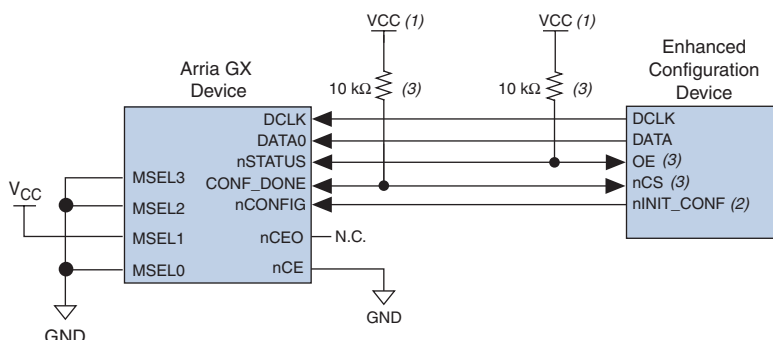 VCC (1)
VCC (1)
Arria GX
Device
Enhanced
Configuration
Device
10 kΩ
(3)
10 kΩ
(3)
DCLK
DATA0
nSTATUS
CONF_DONE
nCONFIG
nCEO
nCE
MSEL3
MSEL2
MSEL1
MSEL0
VCC
GND
N.C.
GND
DCLK
DATA
OE (3)
nCS (3)
nINIT_CONF (2)